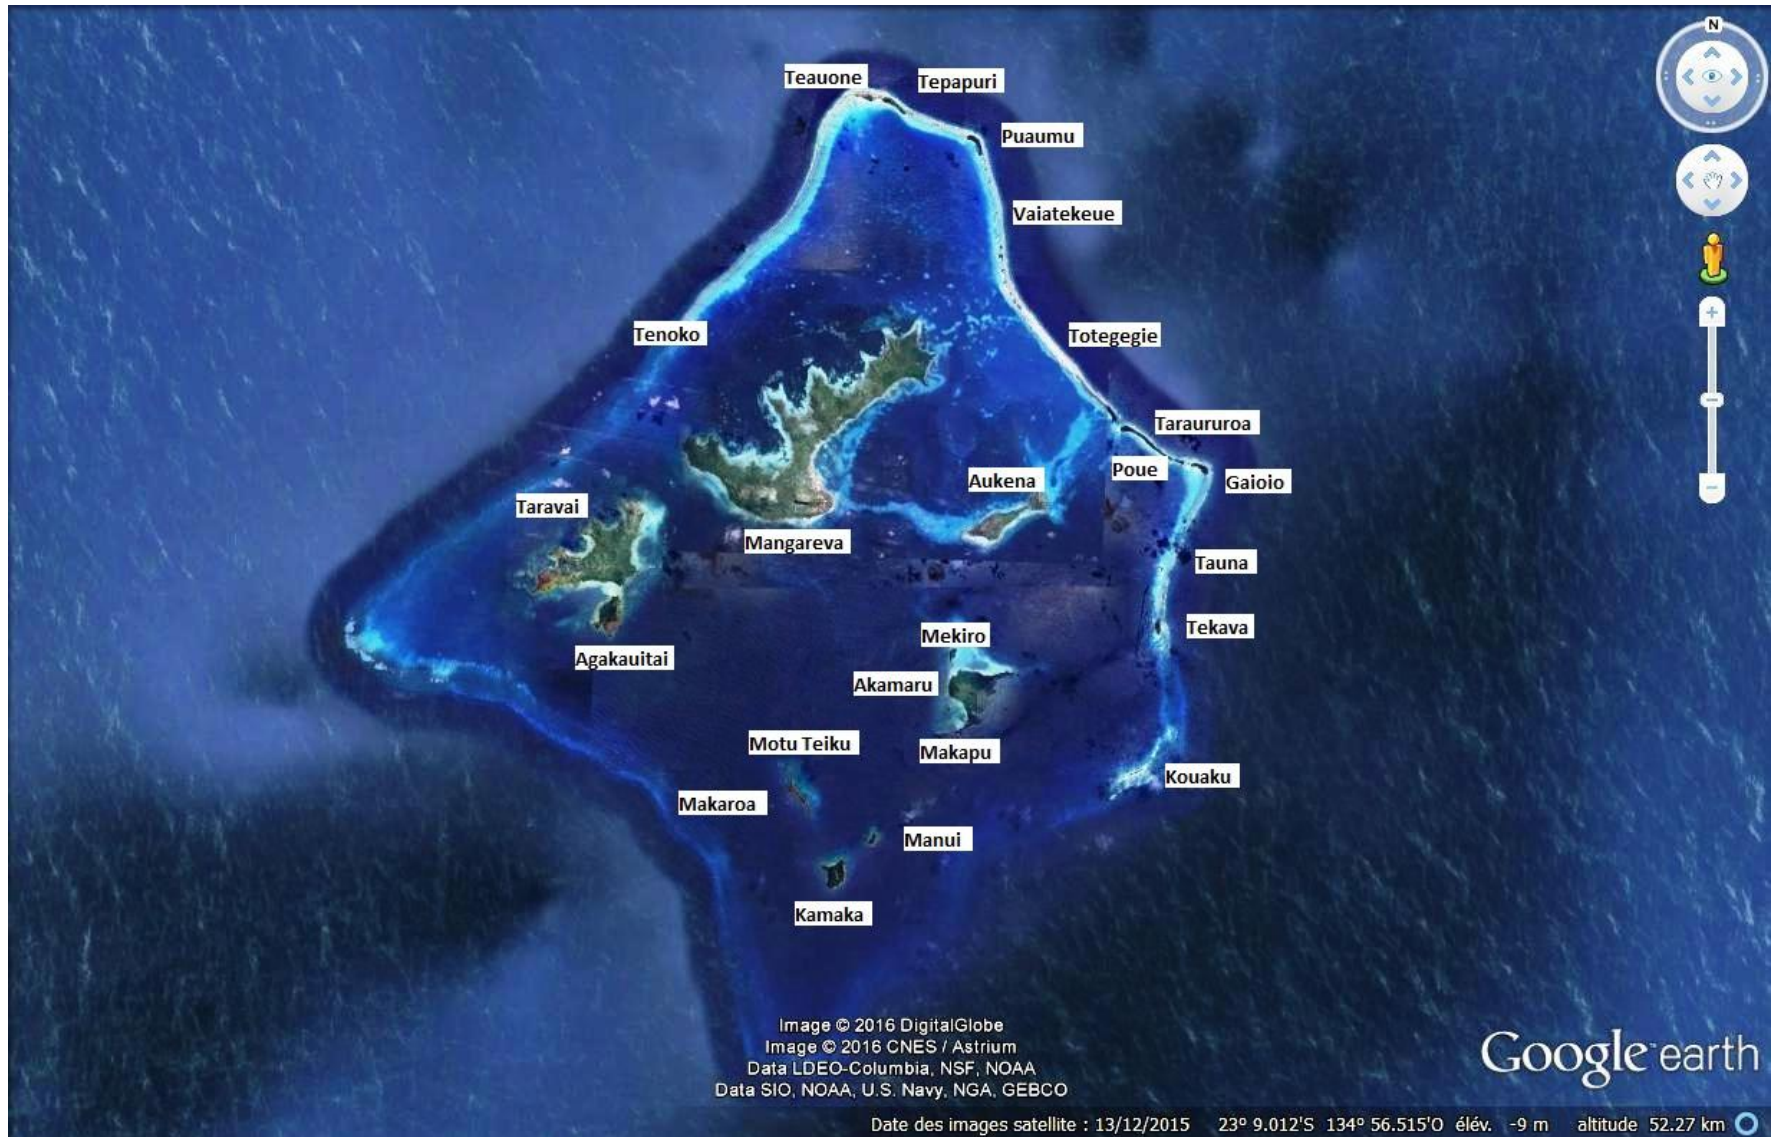 N
Teauone
Tepapuri
Puaumu
Vaiatekeue
Tenoko
Totegegie
Taraururoa
Poue
Aukena
Gaioio
Taravai
Mangareva
Tauna
Mekiro
Tekava
Agakauitai
Akamaru
Motu Teiku
Makapu
Kouaku
Makaroa
Manui
Kamaka
Image © 2016 DigitalGlobe
Image © 2016 CNES / Astrium
Data LDEO-Columbia, NSF, NOAA
Data SIO, NOAA, U.S. Navy, NGA, GEBCO
Google earth
Date des images satellite : 13/12/2015 23° 9.012'S 134° 56.515'O élév. -9 m altitude 52.27 km